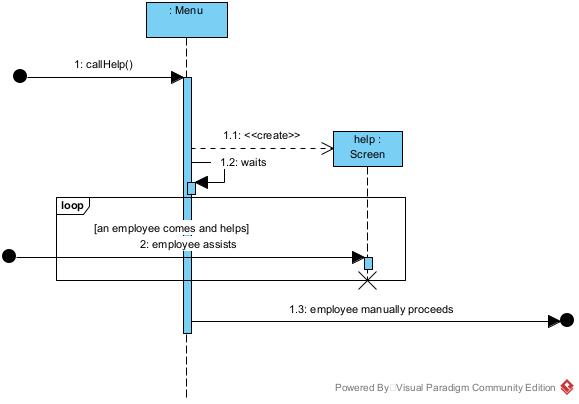 : Menu
1: callHelp()
1.1: <<create>>
help :
Screen
1.2: waits
loop
[an employee comes and helps]
2: employee assists
1.3: employee manually proceeds
Powered By Visual Paradigm Community Edition